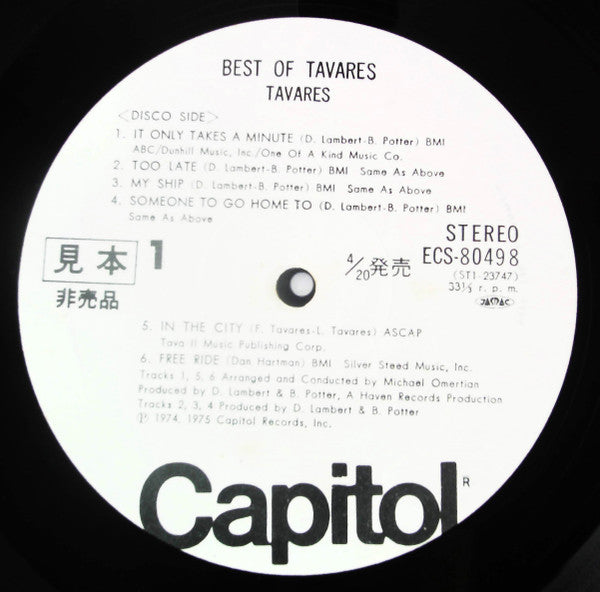 BEST OF TAVARES
TAVARES
<DISCO SIDE>
1. IT ONLY TAKES A MINUTE (D. Lambert-B. Potter) BMI
ABC/Dunhill Music, Inc./One Of A Kind Music Co.
2. TOO LATE (D. Lambert-B. Potter) BMI Same As Above
3. MY SHIP (D. Lambert-B. Potter) BMI Same As Above
4. SOMEONE TO GO HOME TO (D. Lambert-B. Potter) BMI
Same As Above
STEREO
見本 1 4/20発売 ECS-80498
(ST1-23747)
非売品 33⅓ r. p. m.
JASRAC
5. IN THE CITY (F. Tavares-L. Tavares) ASCAP
Tava II Music Publishing Corp.
6. FREE RIDE (Dan Hartman) BMI Silver Steed Music, Inc.
Tracks 1, 5, 6 Arranged and Conducted by Michael Omertian
Produced by D. Lambert & B. Potter, A Haven Records Production
Tracks 2, 3, 4 Produced by D. Lambert & B. Potter
Ⓟ 1974, 1975 Capitol Records, Inc.
Capitol R